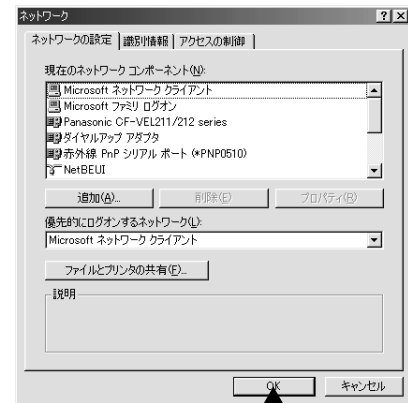 ネットワーク
ネットワークの設定 識別情報 アクセスの制御
現在のネットワーク コンポーネント(N):
Microsoft ネットワーク クライアント
Microsoft ファミリ ログオン
Panasonic CF-VEL211/212 series
ダイヤルアップ アダプタ
赤外線 PnP シリアル ポート (*PNP0510)
NetBEUI
追加(A)... 削除(E) プロパティ(R)
優先的にログオンするネットワーク(L):
Microsoft ネットワーク クライアント
ファイルとプリンタの共有(F)...
説明
OK キャンセル